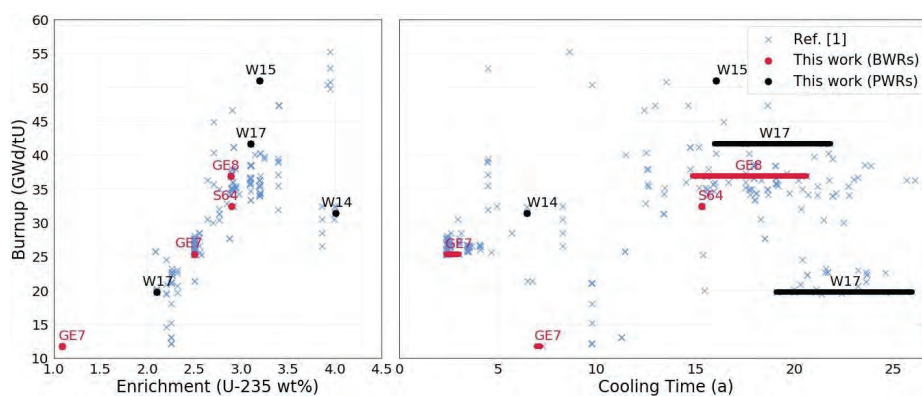 60
55
50
45
40
35
30
25
20
15
10
Burnup (GWd/tU)
W15
W17
GE8
S64
W14
GE7
W17
GE7
1.0 1.5 2.0 2.5 3.0 3.5 4.0 4.5
Enrichment (U-235 wt%)
Ref. [1]
This work (BWRs)
This work (PWRs)
W15
W17
GE8
S64
W14
GE7
W17
GE7
0 5 10 15 20 25
Cooling Time (a)